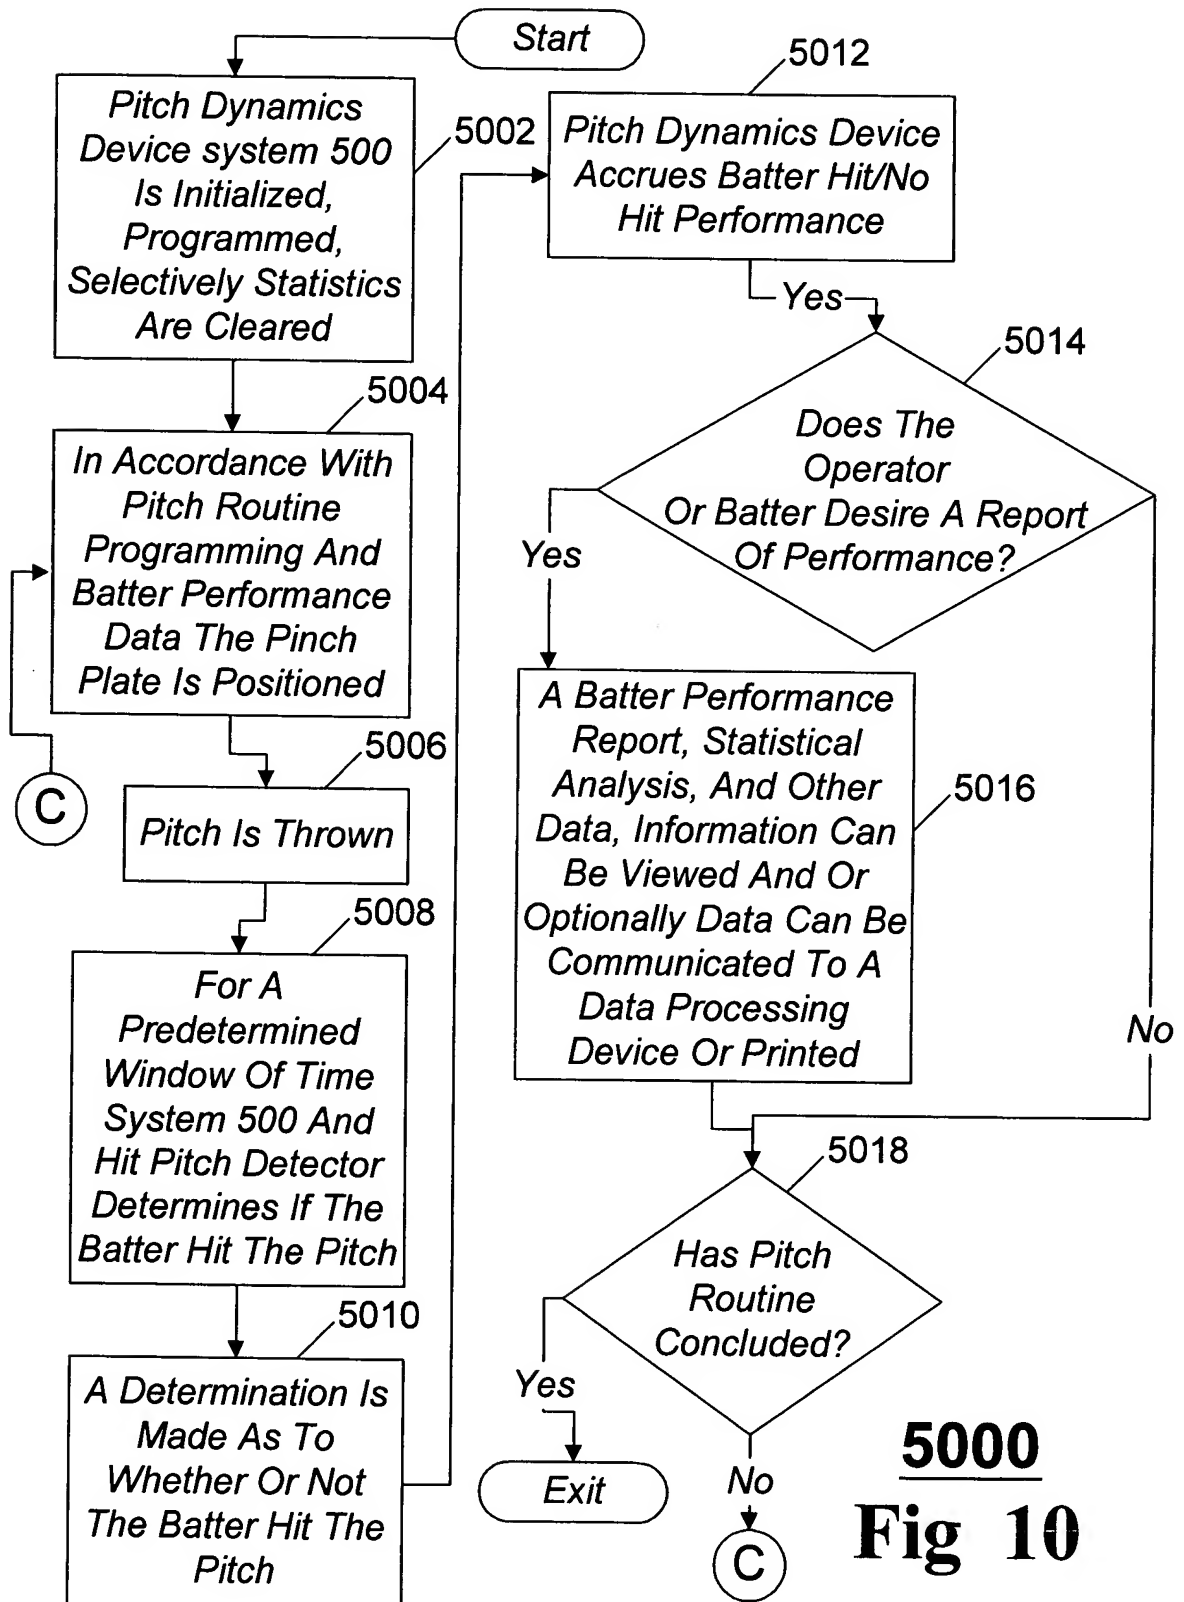 Start
Pitch Dynamics
Device system 500
Is Initialized,
Programmed,
Selectively Statistics
Are Cleared
5002
5004
In Accordance With
Pitch Routine
Programming And
Batter Performance
Data The Pinch
Plate Is Positioned
C
5006
Pitch Is Thrown
5008
For A
Predetermined
Window Of Time
System 500 And
Hit Pitch Detector
Determines If The
Batter Hit The Pitch
5010
A Determination Is
Made As To
Whether Or Not
The Batter Hit The
Pitch
5012
Pitch Dynamics Device
Accrues Batter Hit/No
Hit Performance
Yes
5014
Does The
Operator
Or Batter Desire A Report
Of Performance?
Yes
No
A Batter Performance
Report, Statistical
Analysis, And Other
Data, Information Can
Be Viewed And Or
Optionally Data Can Be
Communicated To A
Data Processing
Device Or Printed
5016
5018
Has Pitch
Routine
Concluded?
Yes
Exit
No
C
5000
Fig 10